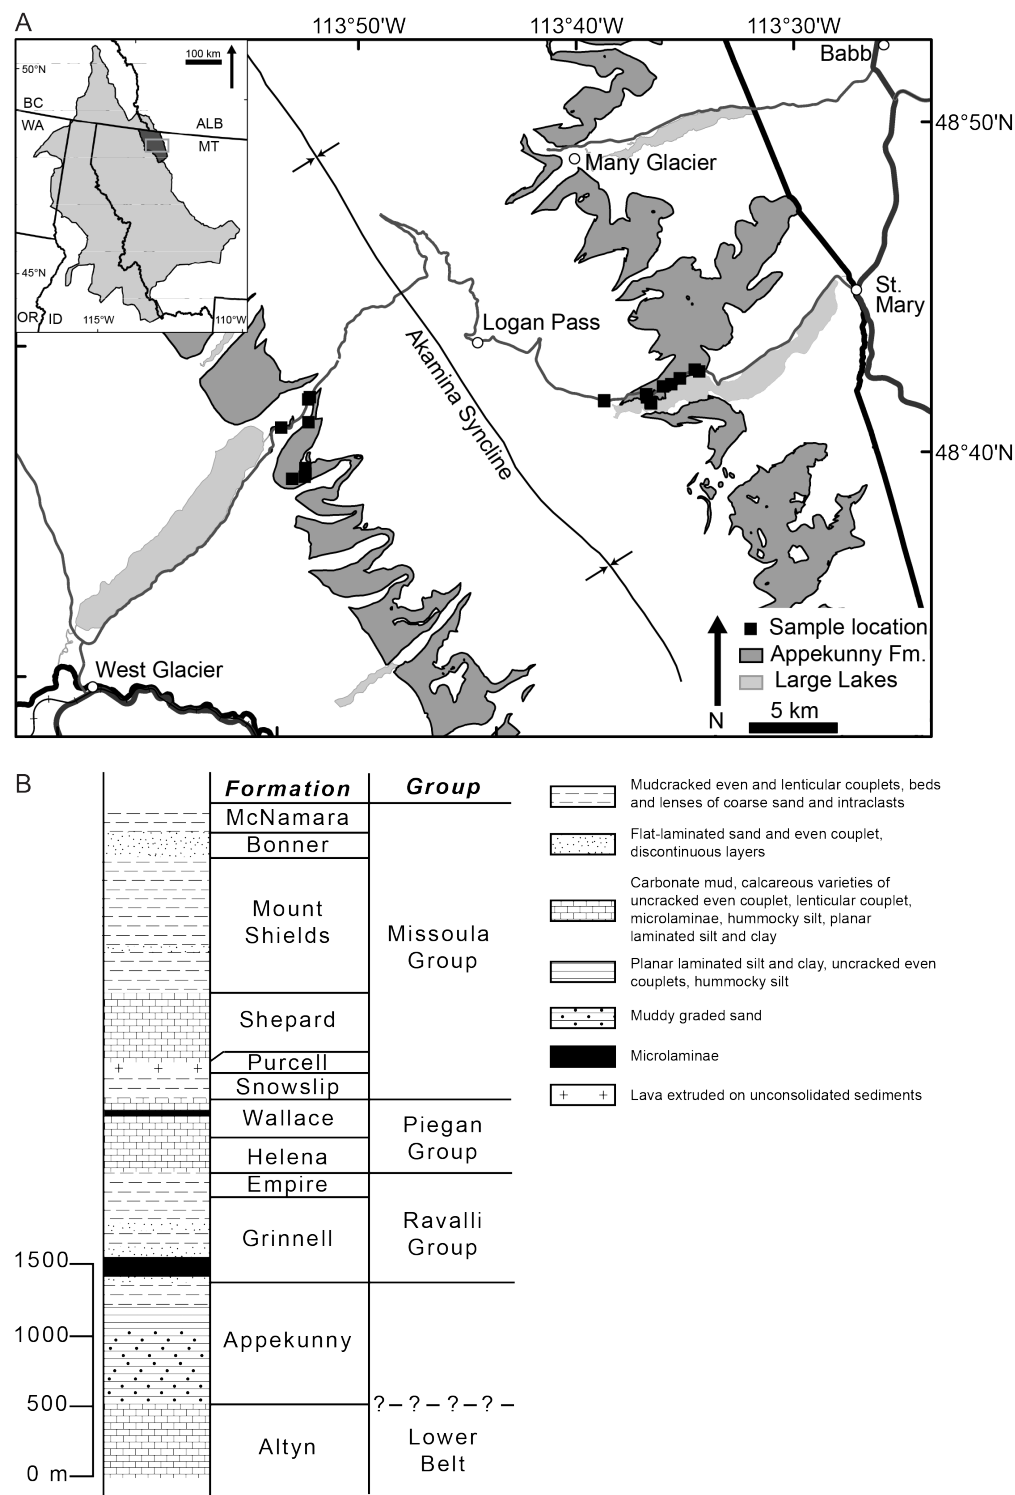 A
113°50'W
113°40'W
113°30'W
100 km
50°N
BC
WA
ALB
MT
45°N
OR
ID
115°W
110°W
Babb
48°50'N
Many Glacier
St.
Mary
Logan Pass
Akamina Syncline
48°40'N
West Glacier
N
Sample location
Appekunny Fm.
Large Lakes
5 km
B
Formation
Group
McNamara
Bonner
Mount
Shields
Missoula
Group
Shepard
Purcell
Snowslip
Wallace
Piegan
Group
Helena
Empire
Ravalli
Group
Grinnell
1500
1000
Appekunny
500
? – ? – ? – ? –
Altyn
Lower
Belt
0 m
Mudcracked even and lenticular couplets, beds
and lenses of coarse sand and intraclasts
Flat-laminated sand and even couplet,
discontinuous layers
Carbonate mud, calcareous varieties of
uncracked even couplet, lenticular couplet,
microlaminae, hummocky silt, planar
laminated silt and clay
Planar laminated silt and clay, uncracked even
couplets, hummocky silt
Muddy graded sand
Microlaminae
Lava extruded on unconsolidated sediments